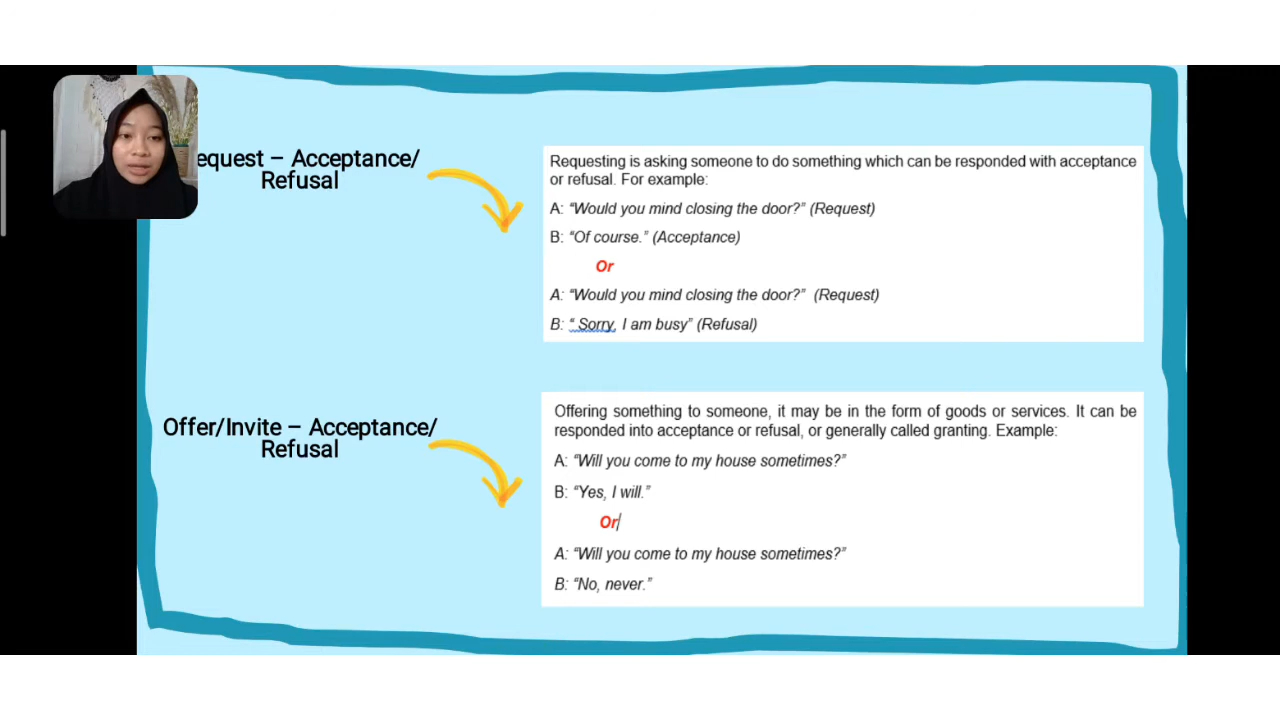 equest – Acceptance/
Refusal
Requesting is asking someone to do something which can be responded with acceptance
or refusal. For example:
A: “Would you mind closing the door?” (Request)
B: “Of course.” (Acceptance)
Or
A: “Would you mind closing the door?” (Request)
B: “ Sorry, I am busy” (Refusal)
Offer/Invite – Acceptance/
Refusal
Offering something to someone, it may be in the form of goods or services. It can be
responded into acceptance or refusal, or generally called granting. Example:
A: “Will you come to my house sometimes?”
B: “Yes, I will.”
Or
A: “Will you come to my house sometimes?”
B: “No, never.”